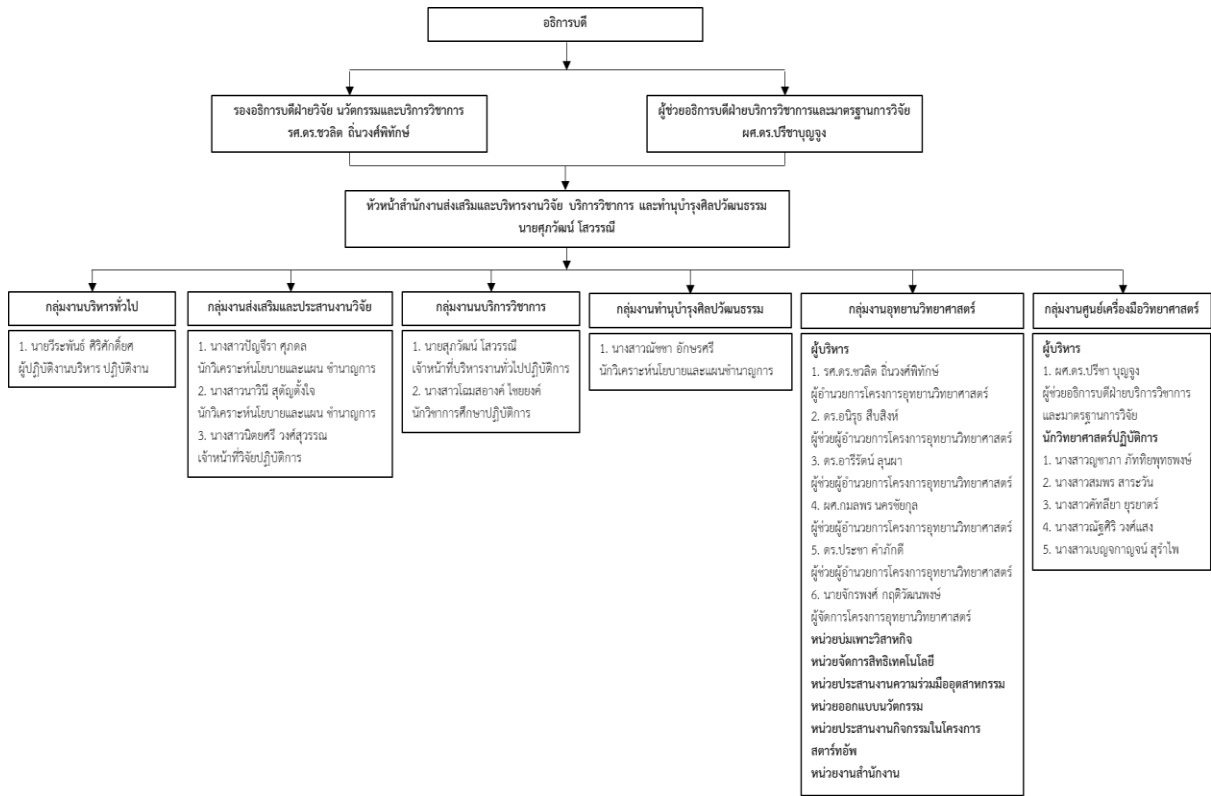 อธิการบดี
รองอธิการบดีฝ่ายวิจัย นวัตกรรมและบริการวิชาการ
รศ.ดร.ชวลิต ถิ่นวงศ์พิทักษ์
ผู้ช่วยอธิการบดีฝ่ายบริการวิชาการและมาตรฐานการวิจัย
ผศ.ดร.ปรีชาบุญจูง
หัวหน้าสำนักงานส่งเสริมและบริหารงานวิจัย บริการวิชาการ และทำนุบำรุงศิลปวัฒนธรรม
นายศุภวัฒน์ โสวรรณี
กลุ่มงานบริหารทั่วไป
1. นายวีระพันธ์ ศิริศักดิ์ยศ
ผู้ปฏิบัติงานบริหาร ปฏิบัติงาน
กลุ่มงานส่งเสริมและประสานงานวิจัย
1. นางสาวปัญจีรา ศุภดล
นักวิเคราะห์นโยบายและแผน ชำนาญการ
2. นางสาวนาวินี สุตัญตั้งใจ
นักวิเคราะห์นโยบายและแผน ชำนาญการ
3. นางสาวนิตยศรี วงศ์สุวรรณ
เจ้าหน้าที่วิจัยปฏิบัติการ
กลุ่มงานนบริการวิชาการ
1. นายสุภวัฒน์ โสวรรณี
เจ้าหน้าที่บริหารงานทั่วไปปฏิบัติการ
2. นางสาวโฉมสอางค์ ไชยยงค์
นักวิชาการศึกษาปฏิบัติการ
กลุ่มงานทำนุบำรุงศิลปวัฒนธรรม
1. นางสาวณัชชา อักษรศรี
นักวิเคราะห์นโยบายและแผนชำนาญการ
กลุ่มงานอุทยานวิทยาศาสตร์
ผู้บริหาร
1. รศ.ดร.ชวลิต ถิ่นวงศ์พิทักษ์
ผู้อำนวยการโครงการอุทยานวิทยาศาสตร์
2. ดร.อนิรุธ สืบสิงห์
ผู้ช่วยผู้อำนวยการโครงการอุทยานวิทยาศาสตร์
3. ดร.อารีรัตน์ ลุนผา
ผู้ช่วยผู้อำนวยการโครงการอุทยานวิทยาศาสตร์
4. ผศ.กมลพร นครชัยกุล
ผู้ช่วยผู้อำนวยการโครงการอุทยานวิทยาศาสตร์
5. ดร.ประชา คำภักดี
ผู้ช่วยผู้อำนวยการโครงการอุทยานวิทยาศาสตร์
6. นายจักรพงศ์ กฤติวัฒนพงษ์
ผู้จัดการโครงการอุทยานวิทยาศาสตร์
หน่วยบ่มเพาะวิสาหกิจ
หน่วยจัดการสิทธิเทคโนโลยี
หน่วยประสานงานความร่วมมืออุตสาหกรรม
หน่วยออกแบบนวัตกรรม
หน่วยประสานงานกิจกรรมในโครงการ
สตาร์ทอัพ
หน่วยงานสำนักงาน
กลุ่มงานศูนย์เครื่องมือวิทยาศาสตร์
ผู้บริหาร
1. ผศ.ดร.ปรีชา บุญจูง
ผู้ช่วยอธิการบดีฝ่ายบริการวิชาการ
และมาตรฐานการวิจัย
นักวิทยาศาสตร์ปฏิบัติการ
1. นางสาวญชาภา ภัททิยพุทธพงษ์
2. นางสาวสมพร สาระวัน
3. นางสาวคัทลียา ยุรยาตร์
4. นางสาวณัฐศิริ วงศ์แสง
5. นางสาวเบญจกาญจน์ สุรำไพ